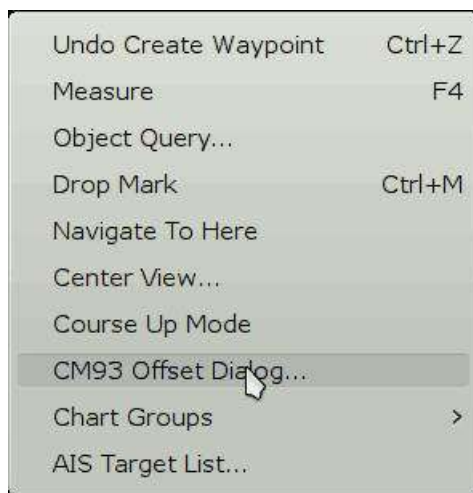 Undo Create Waypoint Ctrl+Z
Measure F4
Object Query...
Drop Mark Ctrl+M
Navigate To Here
Center View...
Course Up Mode
CM93 Offset Dialog...
Chart Groups >
AIS Target List...